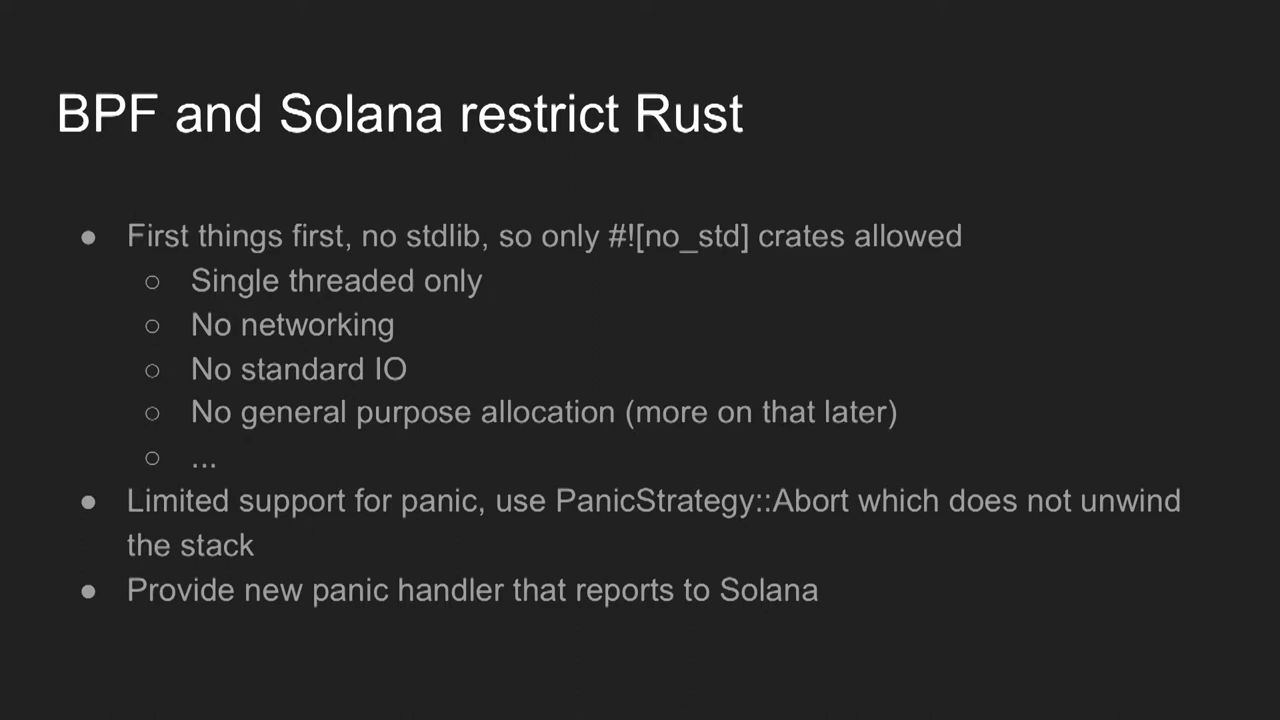 BPF and Solana restrict Rust
● First things first, no stdlib, so only #![no_std] crates allowed
○ Single threaded only
○ No networking
○ No standard IO
○ No general purpose allocation (more on that later)
○ ...
● Limited support for panic, use PanicStrategy::Abort which does not unwind
the stack
● Provide new panic handler that reports to Solana